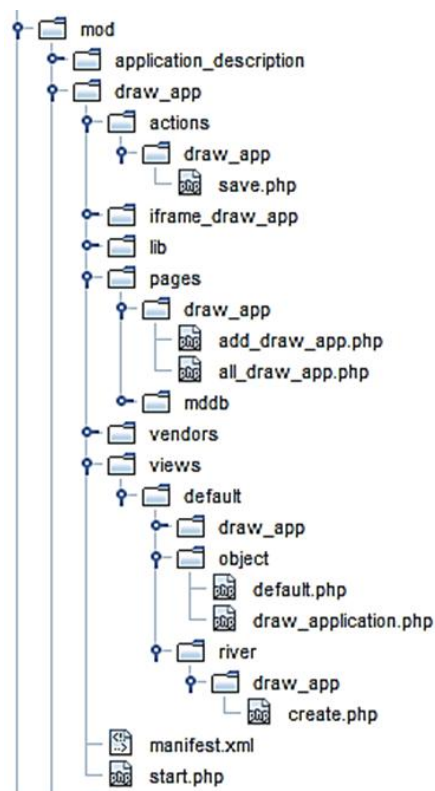 mod
application_description
draw_app
actions
draw_app
save.php
iframe_draw_app
lib
pages
draw_app
add_draw_app.php
all_draw_app.php
mddb
vendors
views
default
draw_app
object
default.php
draw_application.php
river
draw_app
create.php
manifest.xml
start.php